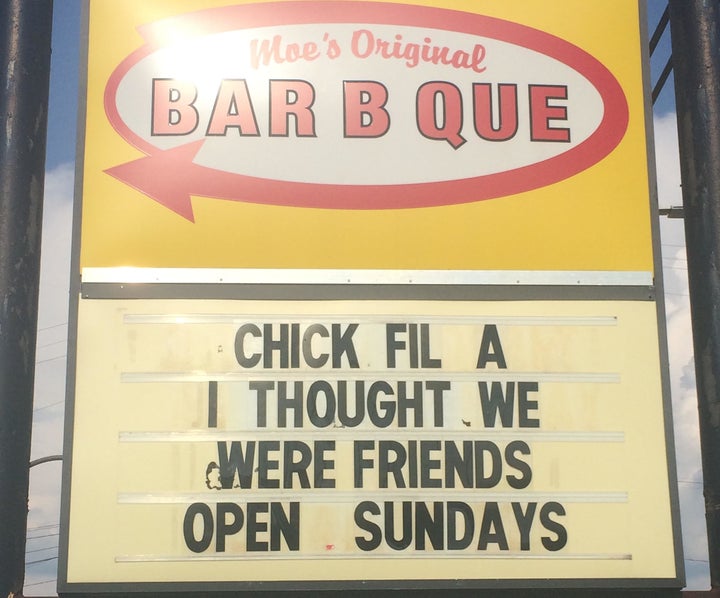 Moe's Original
BAR B QUE
CHICK FIL A
I THOUGHT WE
WERE FRIENDS
OPEN SUNDAYS